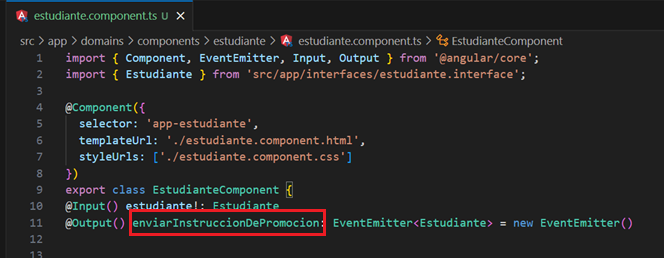 estudiante.component.ts U
src > app > domains > components > estudiante > estudiante.component.ts > EstudianteComponent
1 import { Component, EventEmitter, Input, Output } from '@angular/core';
2 import { Estudiante } from 'src/app/interfaces/estudiante.interface';
3
4 @Component({
5 selector: 'app-estudiante',
6 templateUrl: './estudiante.component.html',
7 styleUrls: ['./estudiante.component.css']
8 })
9 export class EstudianteComponent {
10 @Input() estudiante!: Estudiante
11 @Output() enviarInstruccionDePromocion: EventEmitter<Estudiante> = new EventEmitter()
12
13